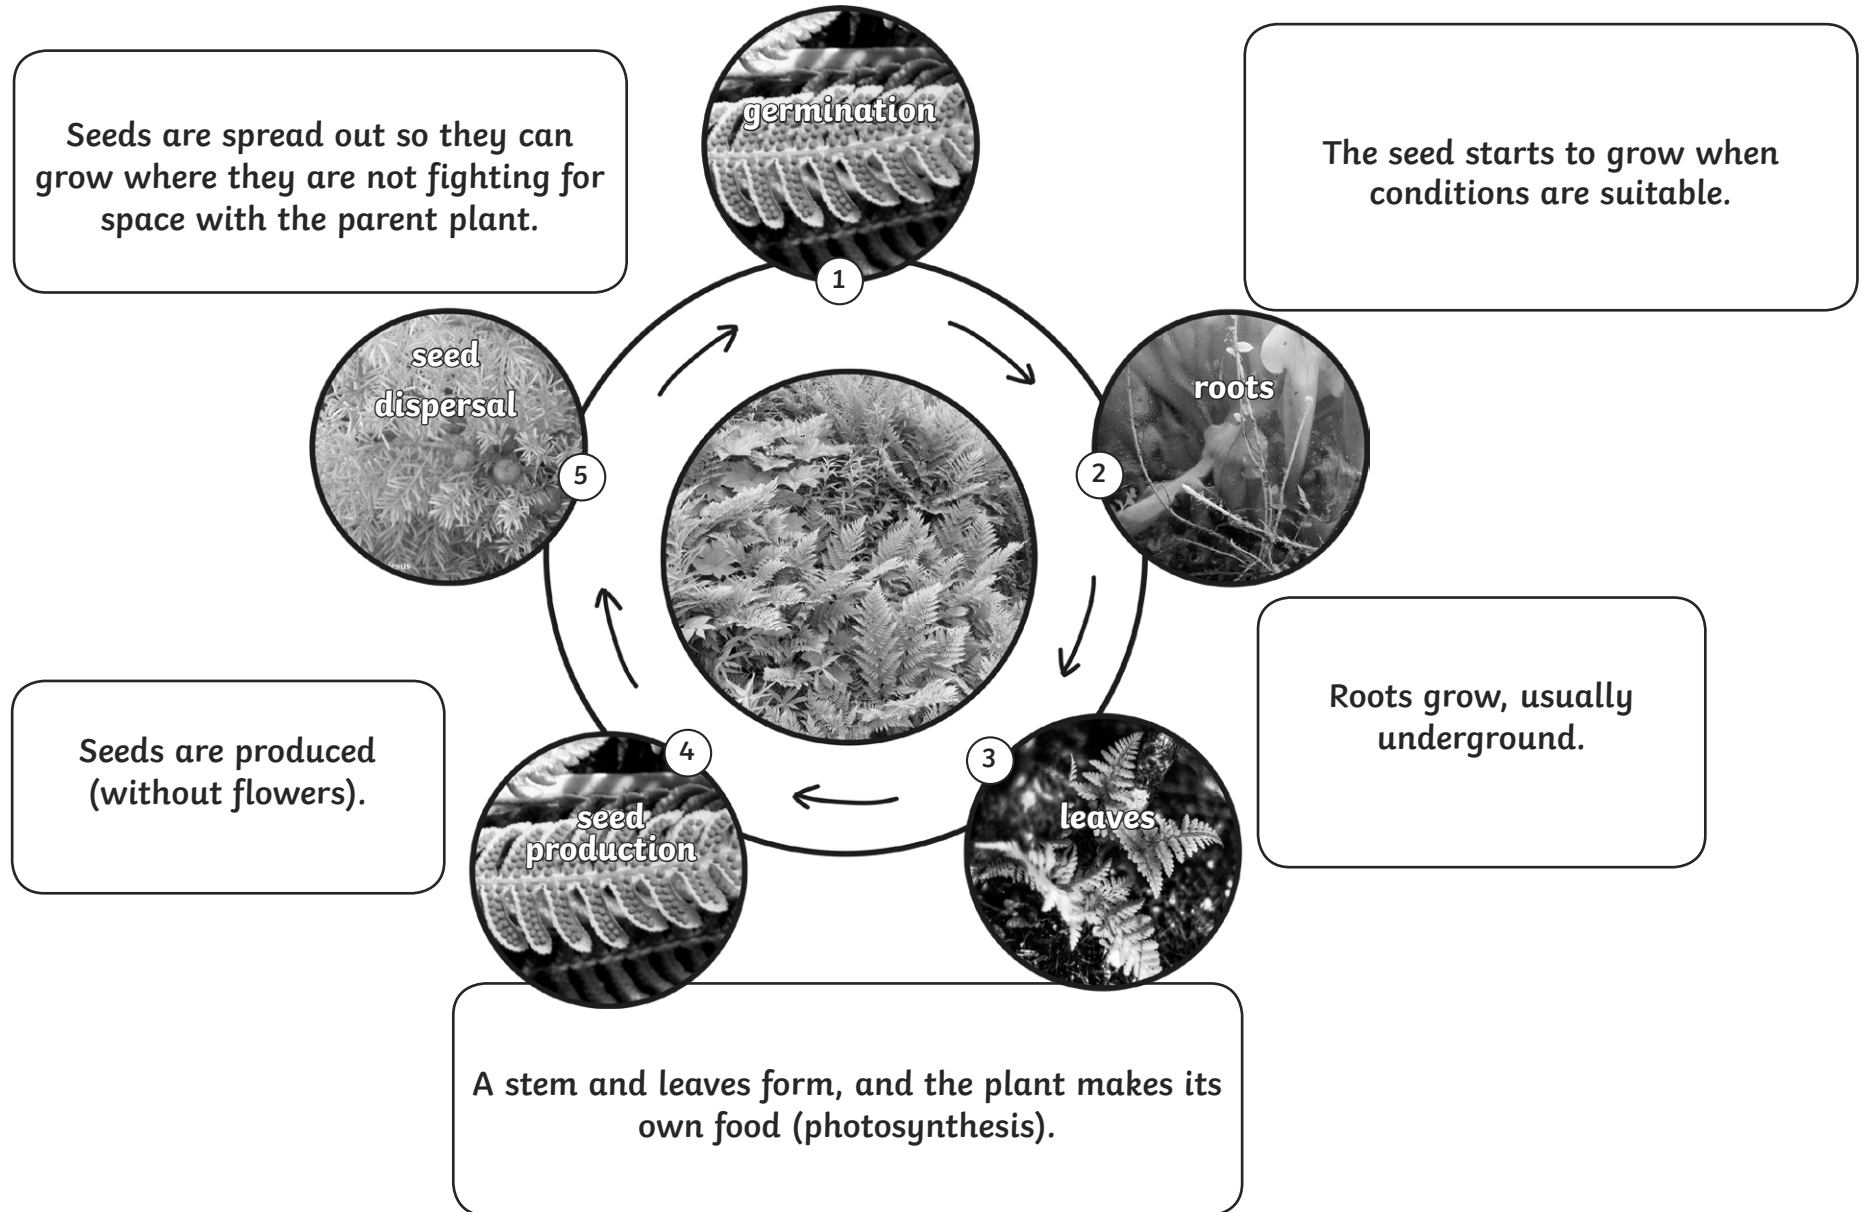 germination
1
The seed starts to grow when
conditions are suitable.
roots
2
Roots grow, usually
underground.
leaves
3
A stem and leaves form, and the plant makes its
own food (photosynthesis).
seed
production
4
Seeds are produced
(without flowers).
seed
dispersal
5
Seeds are spread out so they can
grow where they are not fighting for
space with the parent plant.